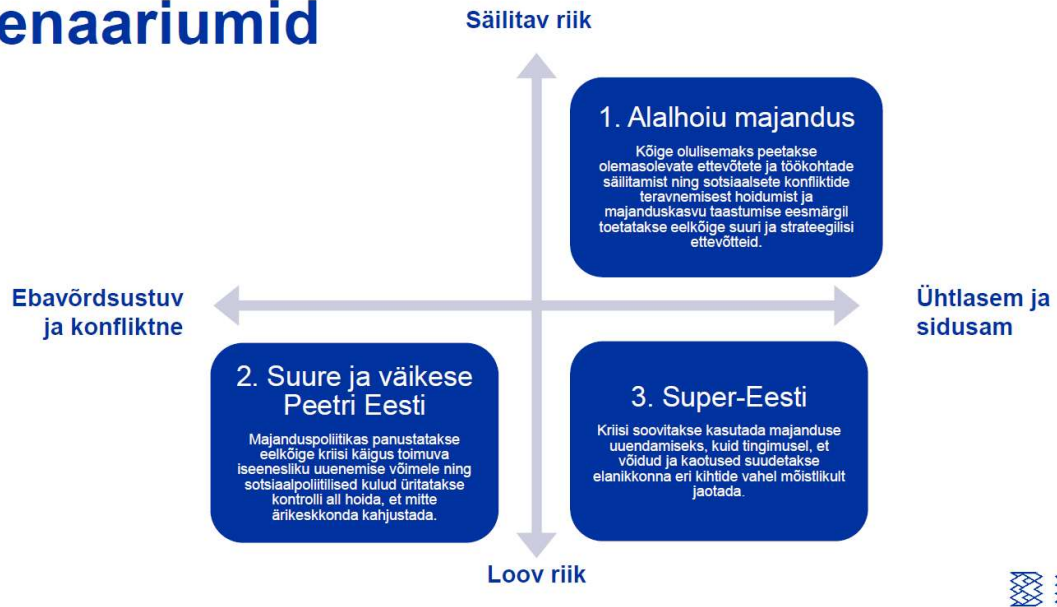 enaariumid
Säilitav riik
1. Alalhoiu majandus
Kõige olulisemaks peetakse
olemasolevate ettevõtete ja töökohtade
säilitamist ning sotsiaalsete konfliktide
teravnemisest hoidumist ja
majanduskasvu taastumise eesmärgil
toetatakse eelkõige suuri ja strateegilisi
ettevõtteid.
Ebavõrdsustuv
ja konfliktne
Ühtlasem ja
sidusam
2. Suure ja väikese
Peetri Eesti
Majanduspoliitikas panustatakse
eelkõige kriisi käigus toimuva
iseenesliku uuenemise võimele ning
sotsiaalpoliitilised kulud üritatakse
kontrolli all hoida, et mitte
ärikeskkonda kahjustada.
3. Super-Eesti
Kriisi soovitakse kasutada majanduse
uuendamiseks, kuid tingimusel, et
võidud ja kaotused suudetakse
elanikkonna eri kihtide vahel mõistlikult
jaotada.
Loov riik